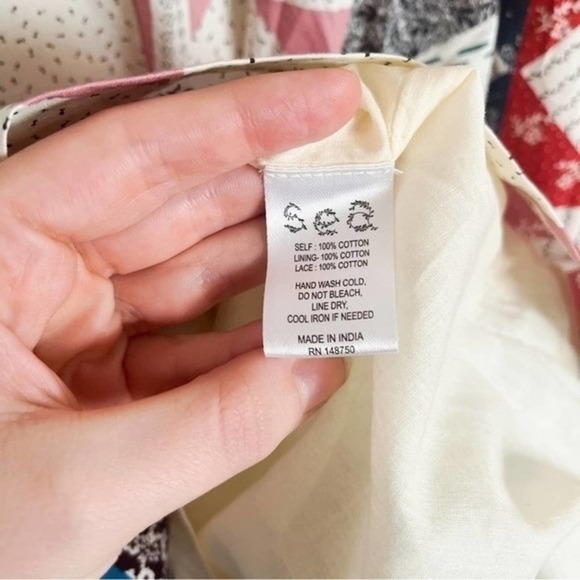 Sea
SELF : 100% COTTON
LINING- 100% COTTON
LACE : 100% COTTON
HAND WASH COLD,
DO NOT BLEACH,
LINE DRY,
COOL IRON IF NEEDED
MADE IN INDIA
RN 148750